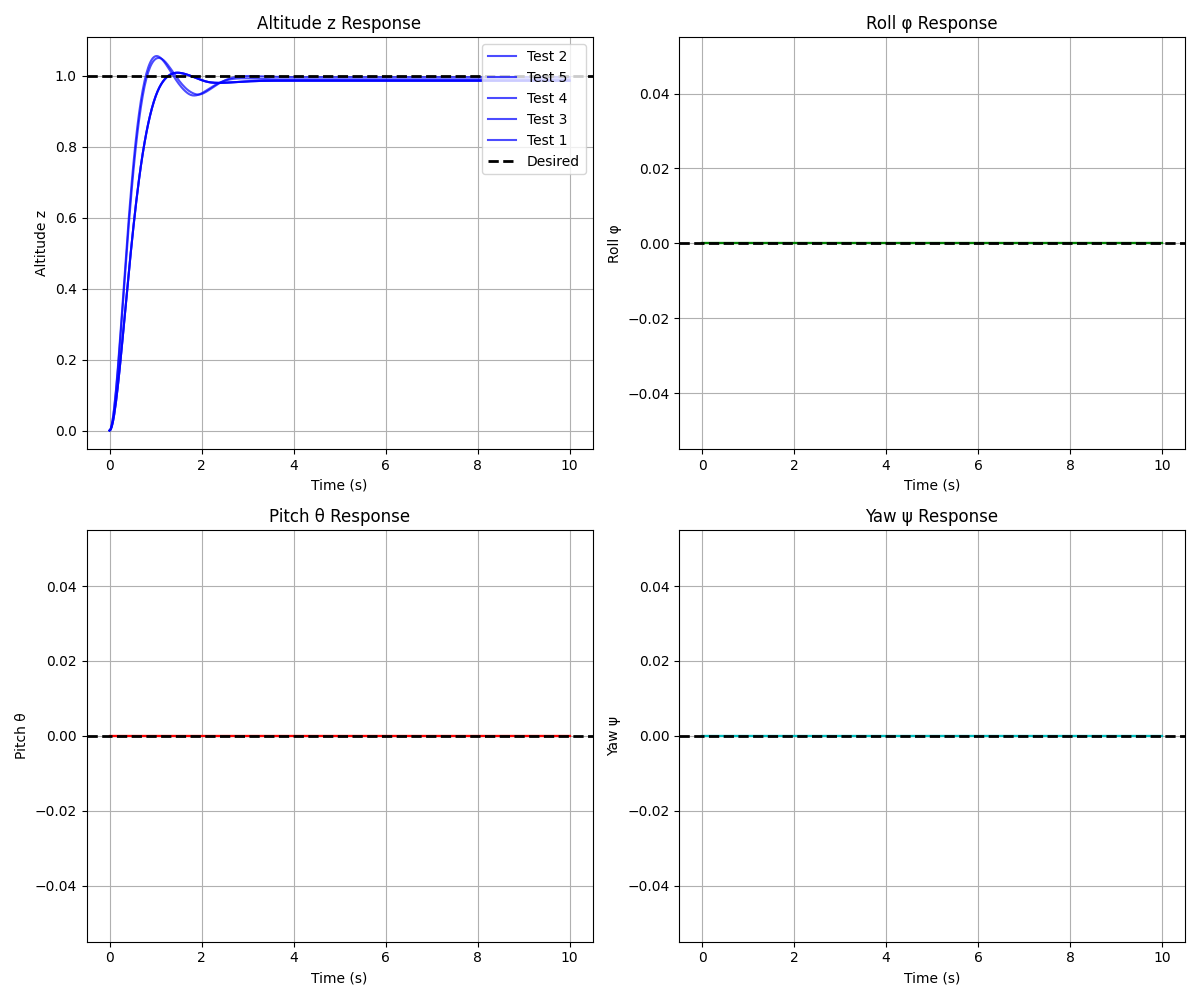 Altitude z Response
Altitude z
1.0
0.8
0.6
0.4
0.2
0.0
Test 2
Test 5
Test 4
Test 3
Test 1
Desired
0 2 4 6 8 10
Time (s)
Roll φ Response
Roll φ
0.04
0.02
0.00
−0.02
−0.04
0 2 4 6 8 10
Time (s)
Pitch θ Response
Pitch θ
0.04
0.02
0.00
−0.02
−0.04
0 2 4 6 8 10
Time (s)
Yaw ψ Response
Yaw ψ
0.04
0.02
0.00
−0.02
−0.04
0 2 4 6 8 10
Time (s)